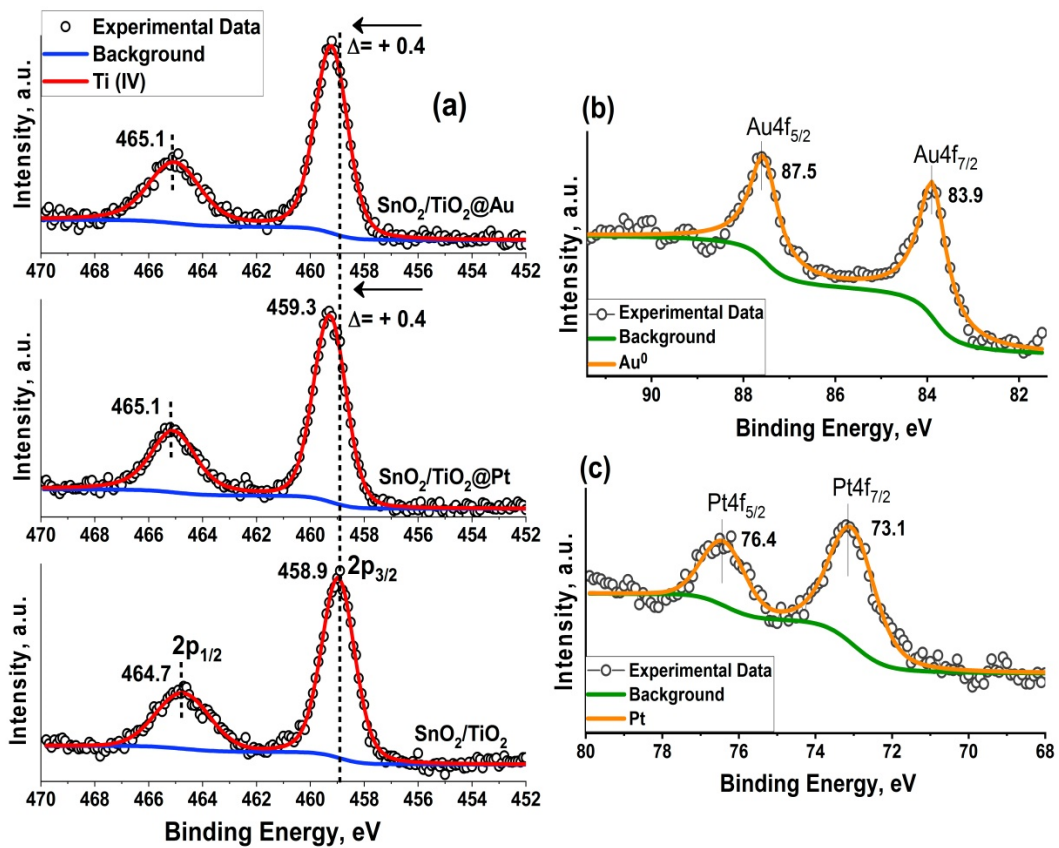 (a)
Experimental Data
Background
Ti (IV)
Δ= + 0.4
465.1
SnO₂/TiO₂@Au
Intensity, a.u.
470 468 466 464 462 460 458 456 454 452
459.3
Δ= + 0.4
465.1
SnO₂/TiO₂@Pt
Intensity, a.u.
470 468 466 464 462 460 458 456 454 452
458.9
2p3/2
2p1/2
464.7
SnO₂/TiO₂
Intensity, a.u.
470 468 466 464 462 460 458 456 454 452
Binding Energy, eV
(b)
Au4f5/2
87.5
Au4f7/2
83.9
Intensity, a.u.
Experimental Data
Background
Au⁰
90 88 86 84 82
Binding Energy, eV
(c)
Pt4f5/2
76.4
Pt4f7/2
73.1
Intensity, a.u.
Experimental Data
Background
Pt
80 78 76 74 72 70 68
Binding Energy, eV